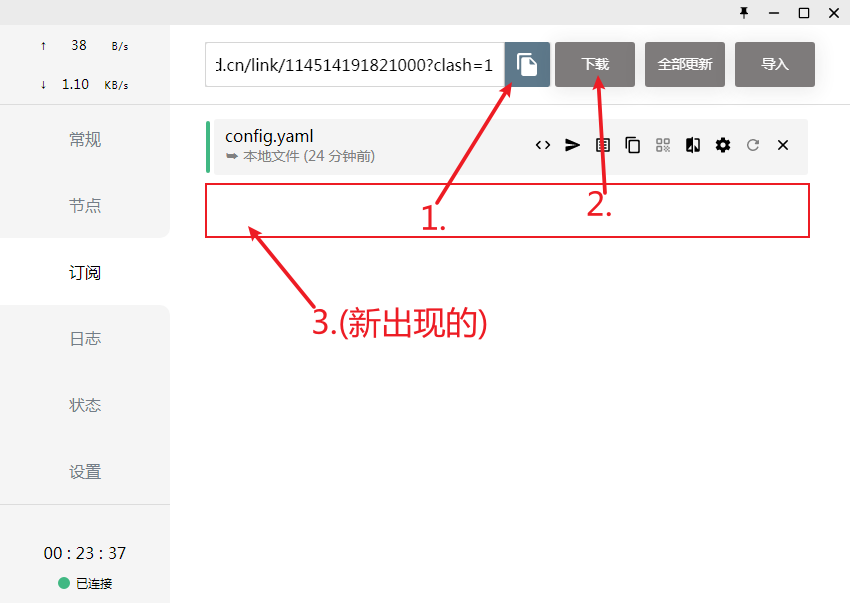 ↑ 38 B/s
↓ 1.10 KB/s
常规
节点
订阅
日志
状态
设置
00 : 23 : 37
已连接
d.cn/link/114514191821000?clash=1
下载
全部更新
导入
config.yaml
本地文件 (24 分钟前)
1.
2.
3.(新出现的)